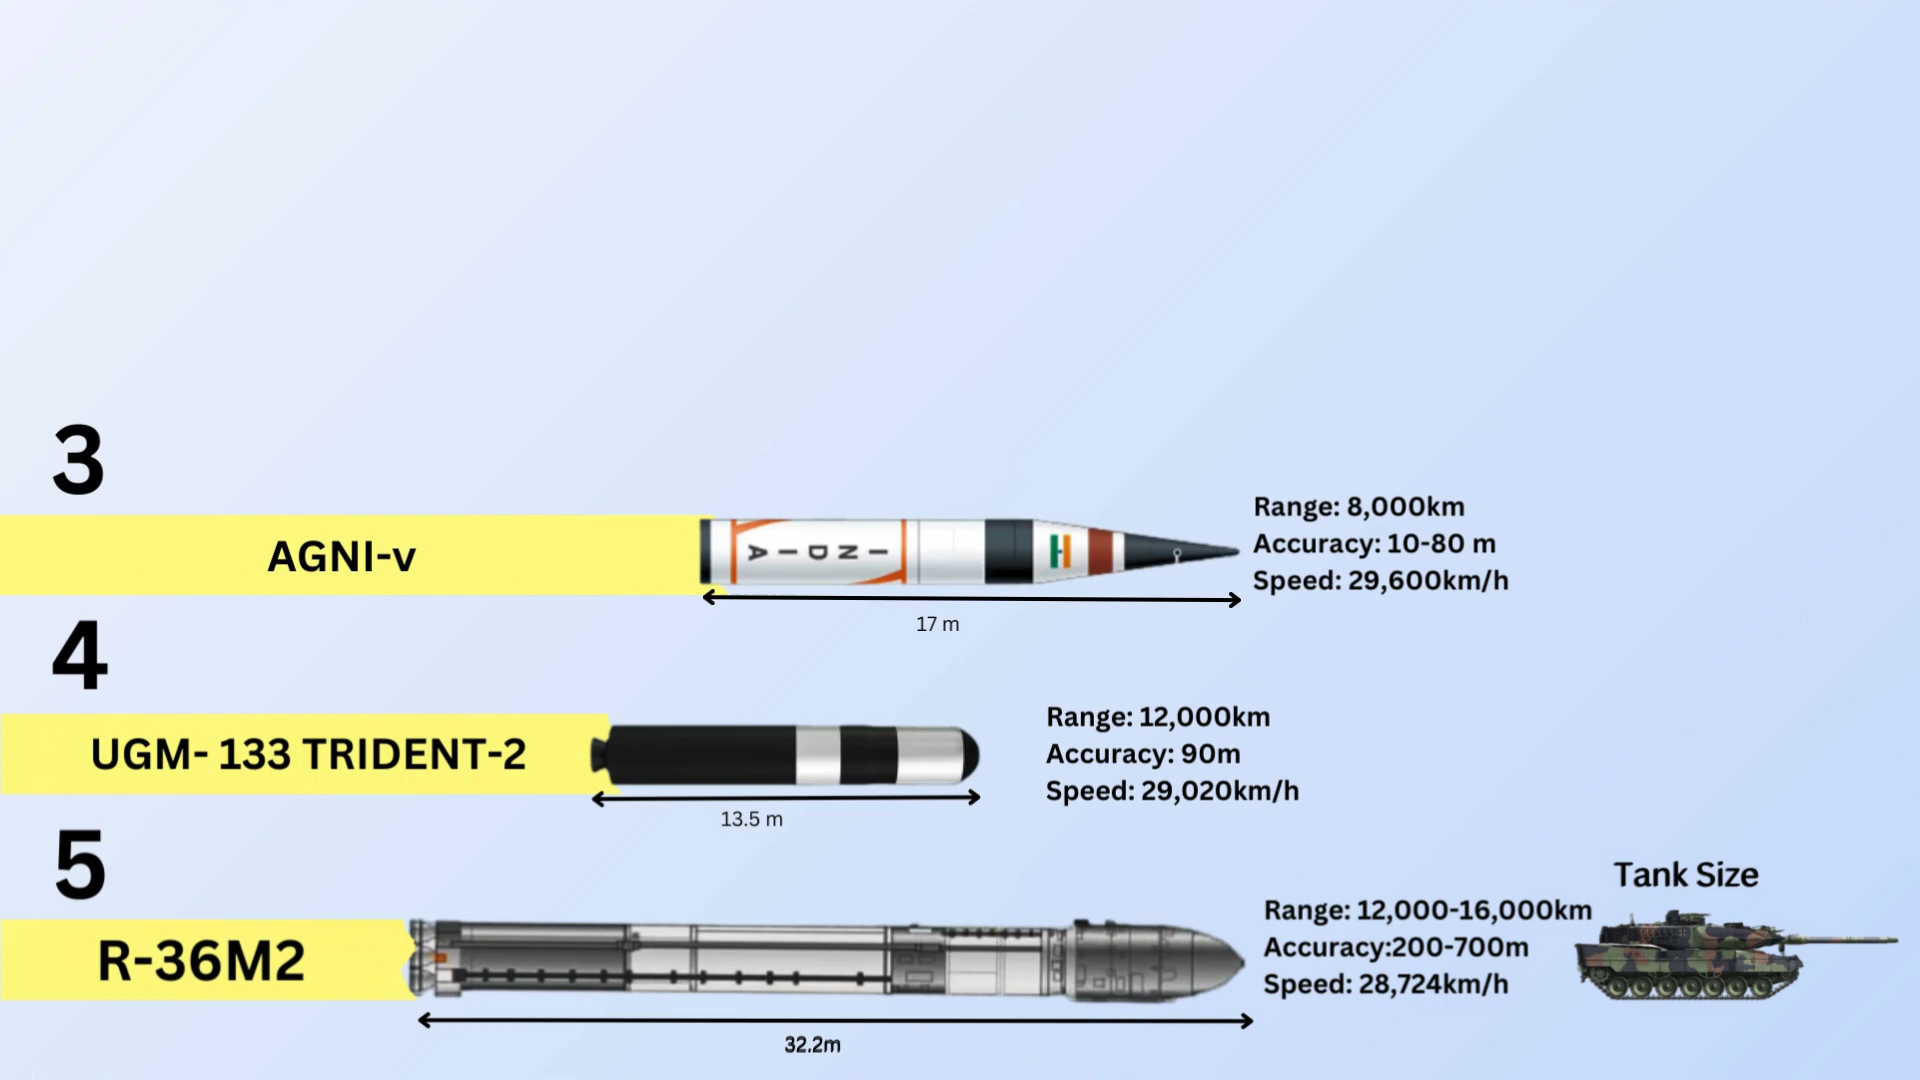 3
AGNI-v
INDIA
Range: 8,000km
Accuracy: 10-80 m
Speed: 29,600km/h
17 m
4
UGM- 133 TRIDENT-2
Range: 12,000km
Accuracy: 90m
Speed: 29,020km/h
13.5 m
5
R-36M2
Range: 12,000-16,000km
Accuracy:200-700m
Speed: 28,724km/h
Tank Size
32.2m